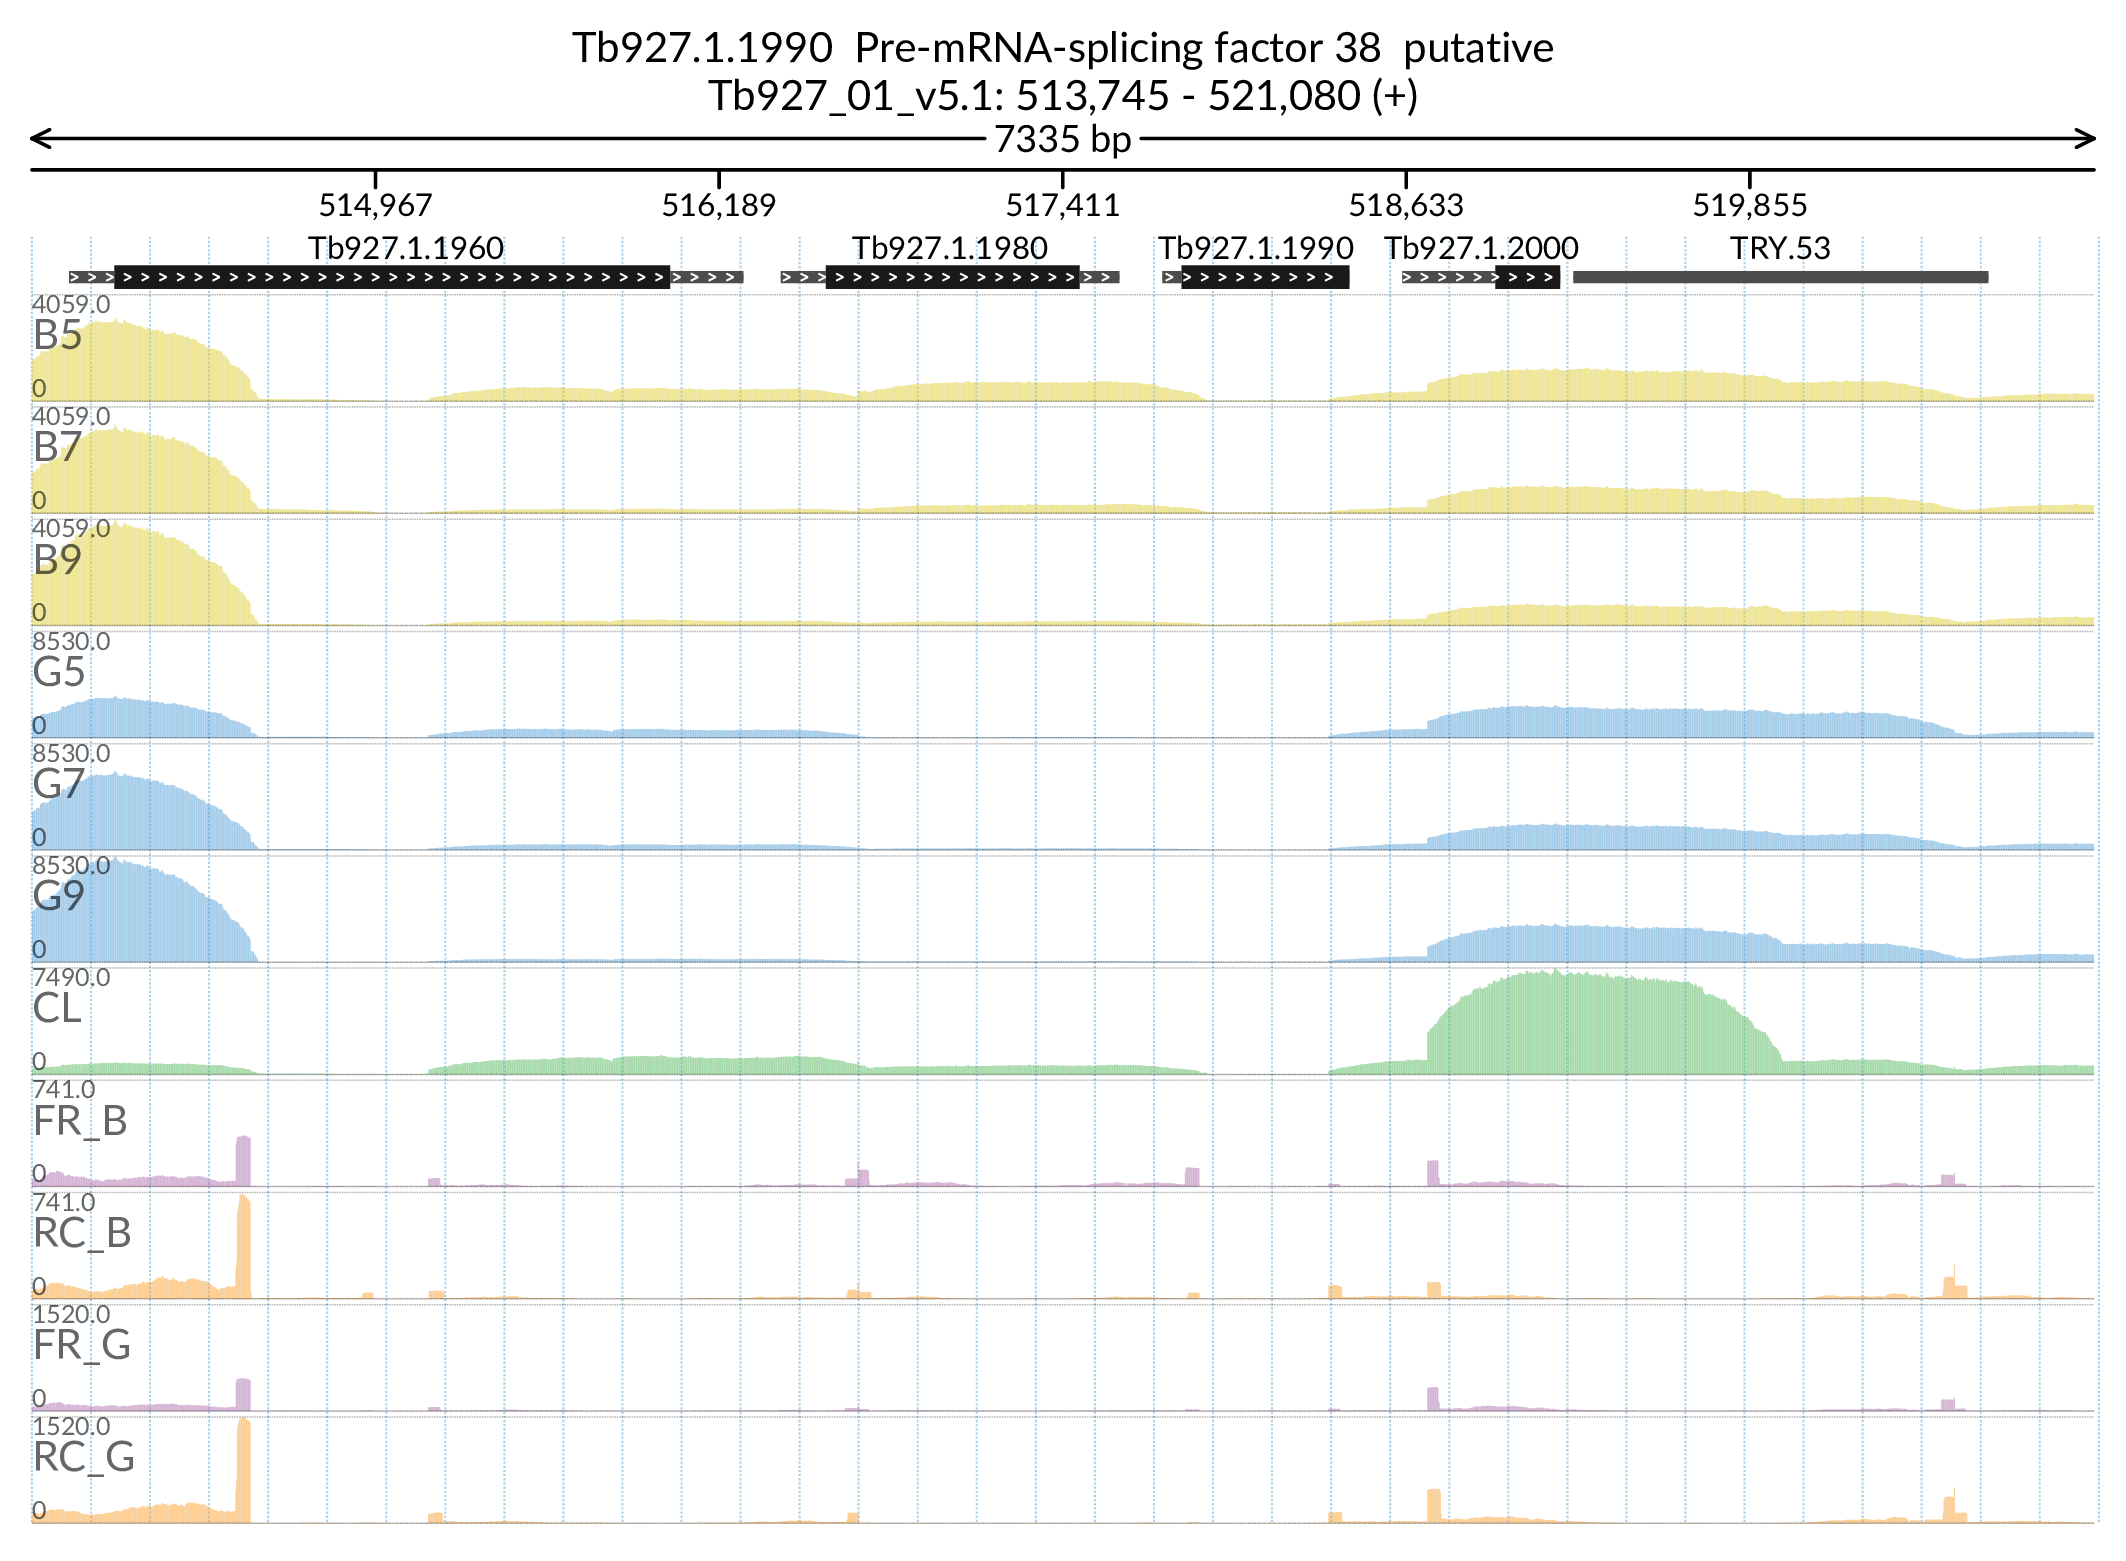 Tb927.1.1990  Pre-mRNA-splicing factor 38  putative
Tb927_01_v5.1: 513,745 - 521,080 (+)
7335 bp
514,967 516,189 517,411 518,633 519,855
Tb927.1.1960 Tb927.1.1980 Tb927.1.1990 Tb927.1.2000 TRY.53
4059.0
B5
0
4059.0
B7
0
4059.0
B9
0
8530.0
G5
0
8530.0
G7
0
8530.0
G9
0
7490.0
CL
0
741.0
FR_B
0
741.0
RC_B
0
1520.0
FR_G
0
1520.0
RC_G
0